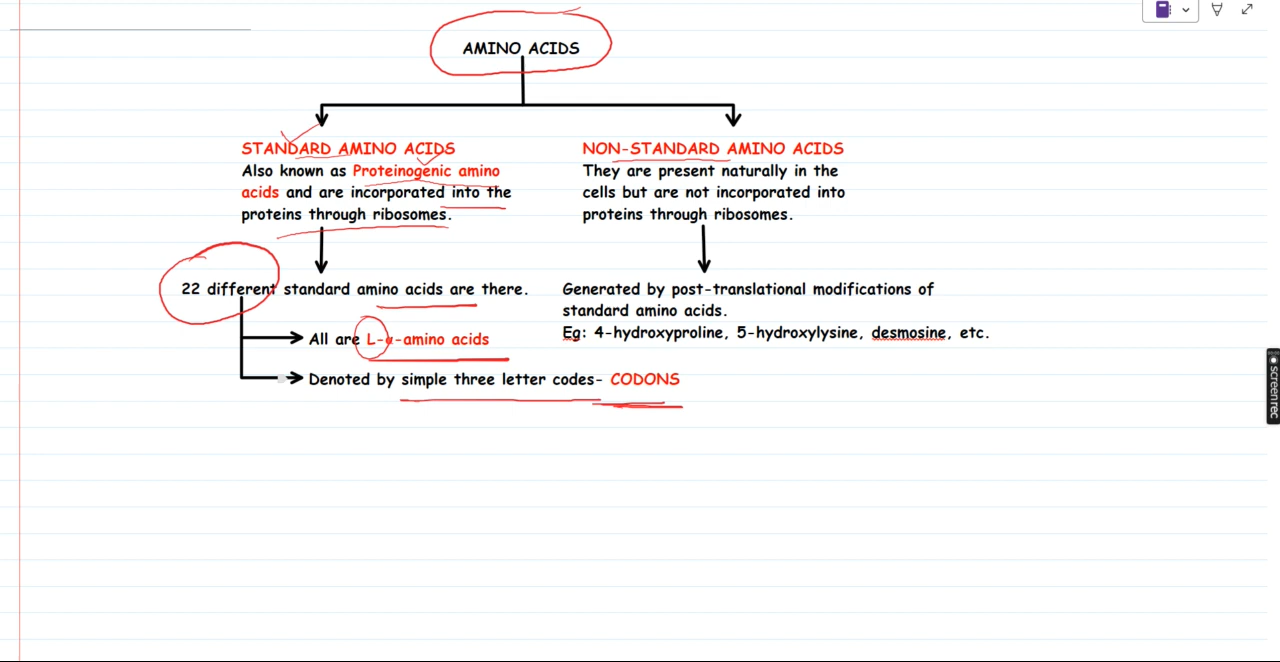 AMINO ACIDS
STANDARD AMINO ACIDS
Also known as Proteinogenic amino
acids and are incorporated into the
proteins through ribosomes.
NON-STANDARD AMINO ACIDS
They are present naturally in the
cells but are not incorporated into
proteins through ribosomes.
22 different standard amino acids are there.
All are L-α-amino acids
Denoted by simple three letter codes- CODONS
Generated by post-translational modifications of
standard amino acids.
Eg: 4-hydroxyproline, 5-hydroxylysine, desmosine, etc.
screenrec